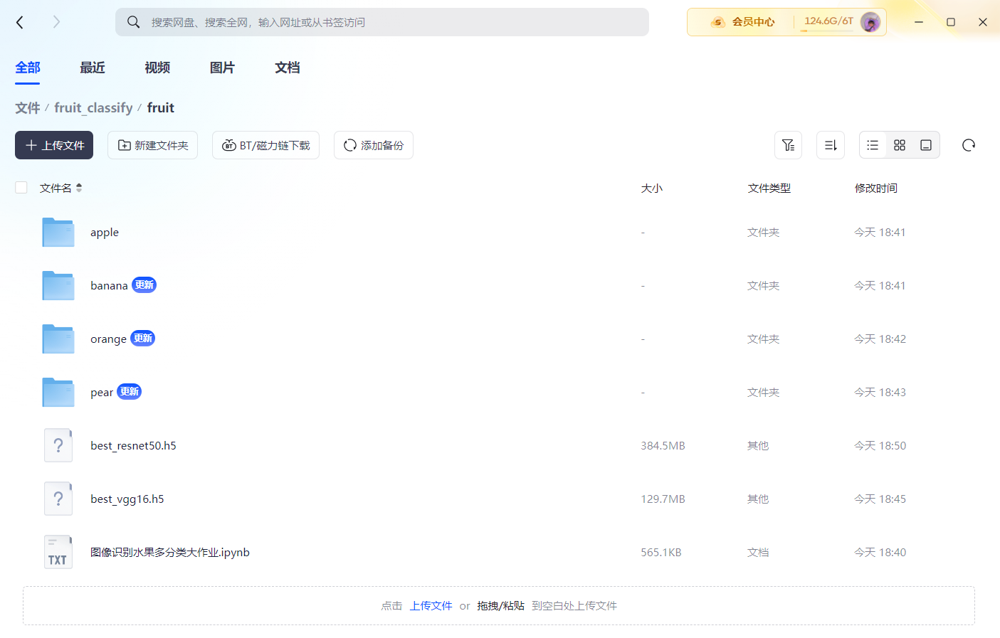 搜索网盘、搜索全网，输入网址或从书签访问
会员中心
124.6G/6T
全部 最近 视频 图片 文档
文件 / fruit_classify / fruit
上传文件 新建文件夹 BT BT/磁力链下载 添加备份
文件名 大小 文件类型 修改时间
apple - 文件夹 今天 18:41
banana 更新 - 文件夹 今天 18:41
orange 更新 - 文件夹 今天 18:42
pear 更新 - 文件夹 今天 18:43
? best_resnet50.h5 384.5MB 其他 今天 18:50
? best_vgg16.h5 129.7MB 其他 今天 18:45
TXT 图像识别水果多分类大作业.ipynb 565.1KB 文档 今天 18:40
点击 上传文件 or 拖拽/粘贴 到空白处上传文件